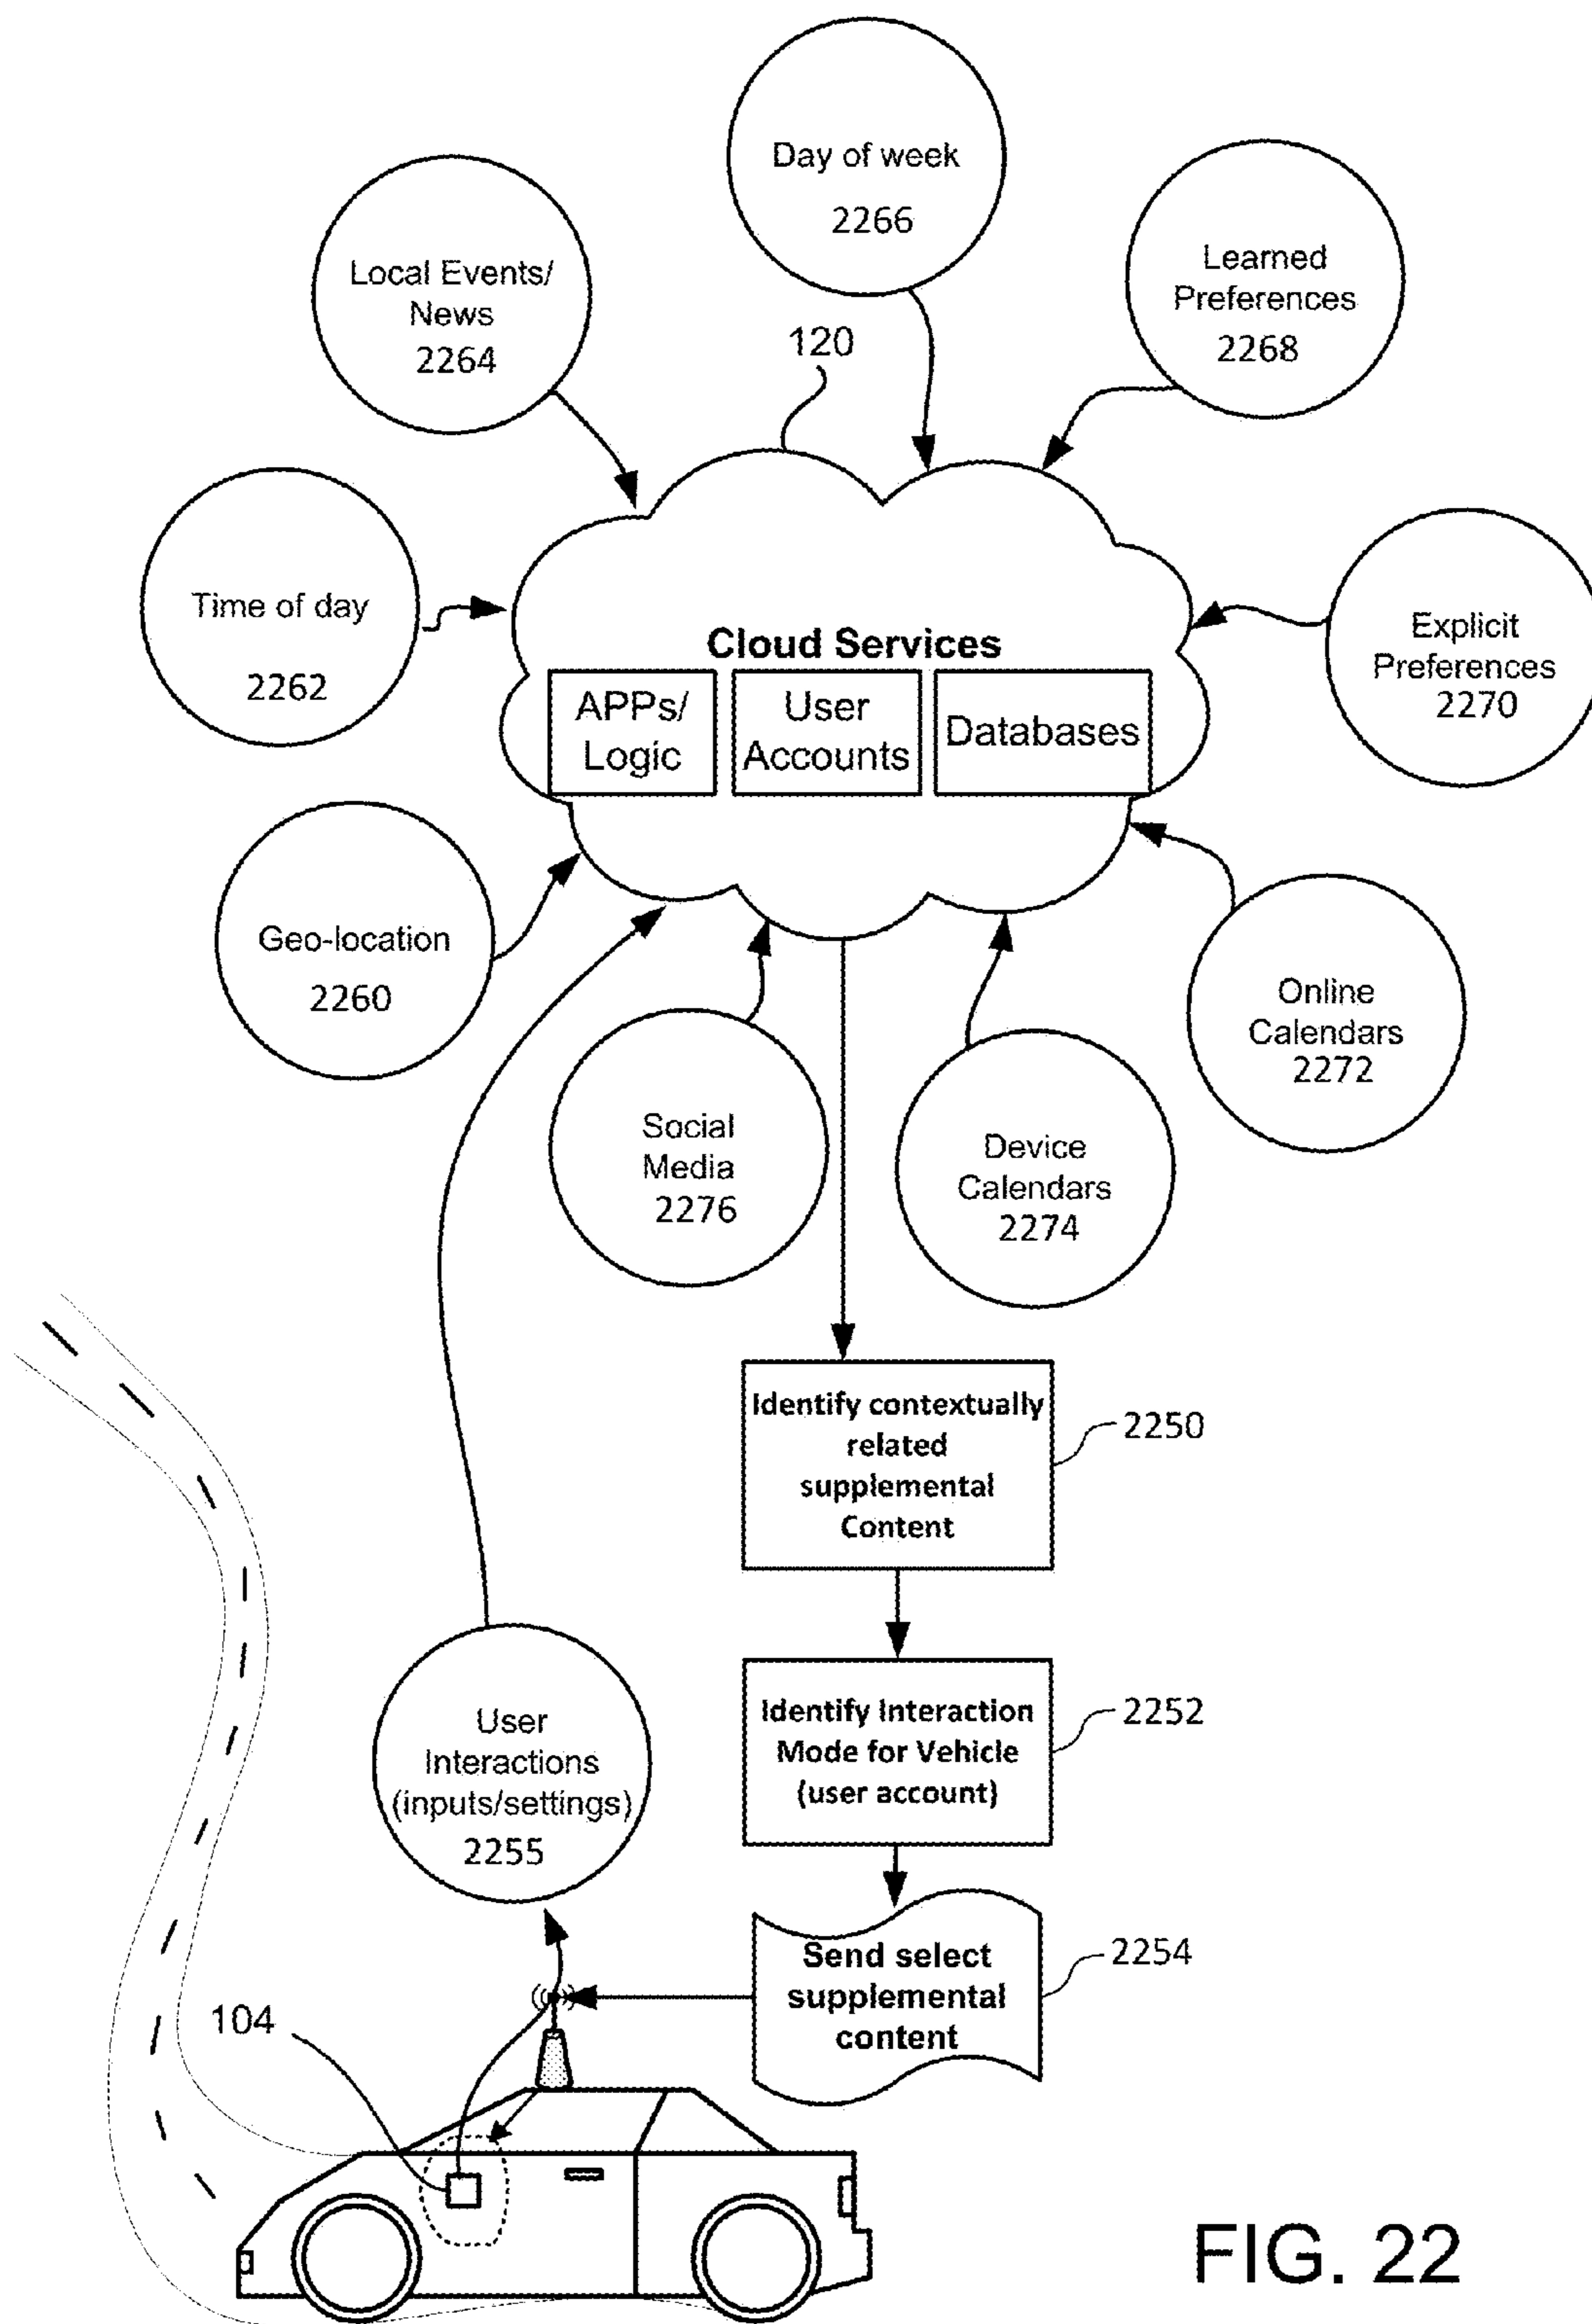 Day of week
2266
Local Events/
News
2264
Learned
Preferences
2268
120
Time of day
2262
Cloud Services
APPs/
Logic
User
Accounts
Databases
Explicit
Preferences
2270
Geo-location
2260
Online
Calendars
2272
Social
Media
2276
Device
Calendars
2274
Identify contextually
related
supplemental
Content
2250
Identify Interaction
Mode for Vehicle
(user account)
2252
User
Interactions
(inputs/settings)
2255
Send select
supplemental
content
2254
104
FIG. 22